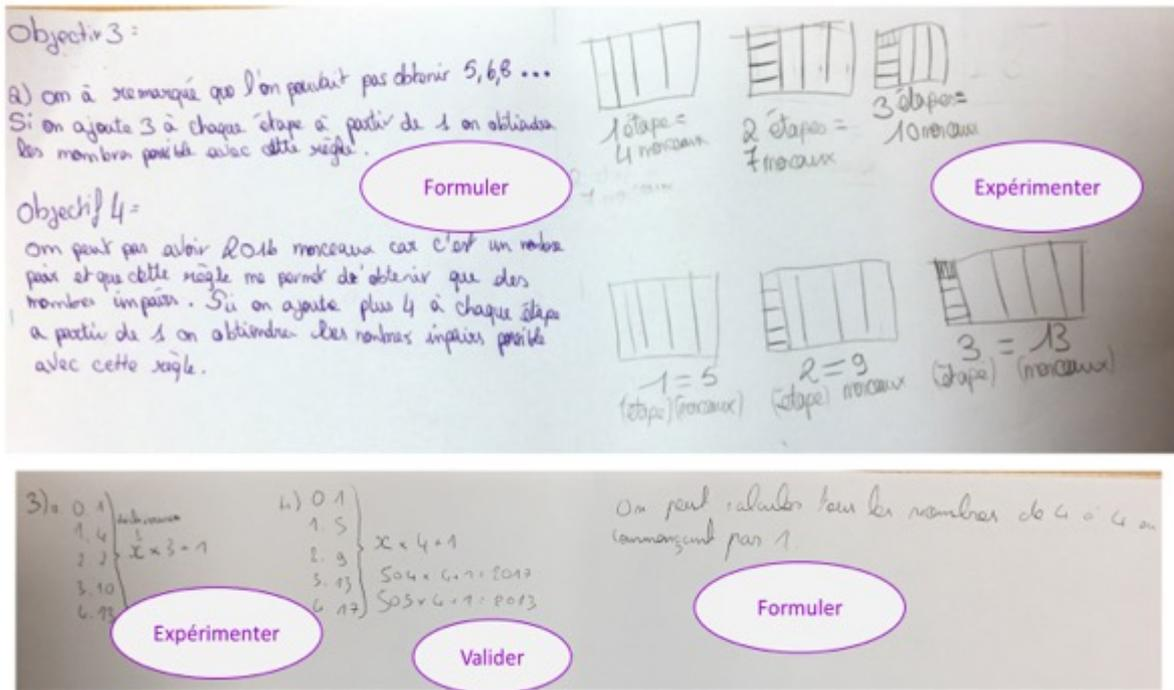 Objectif 3 :
a) on à remarqué que l'on pouvait pas obtenir 5,6,8 ...
Si on ajoute 3 à chaque étape à partir de 1 on obtiendra
les nombres possible avec cette règle.
Formuler
Objectif 4 =
on peut pas avoir 2016 morceaux car c'est un nombre
pair et que cette règle me permet de obtenir que des
nombres impairs. Si on ajoute plus 4 à chaque étape
a partir de 1 on obtiendra les nombres impairs possible
avec cette règle.
1 étape =
4 morceaux
2 étapes =
7 morceaux
3 étapes =
10 morceaux
Expérimenter
1 = 5
(étape) (morceaux)
2 = 9
(étape) morceaux
3 = 13
(étape) (morceaux)
3)
0. 1
1. 4
2. 7
3. 10
4. 13
x × 3 + 1
Expérimenter
4.) 0 1
1. 5
2. 9
3. 13
4. 17
x × 4 + 1
504 × 4 + 1 = 2017
503 × 4 + 1 = 2013
Valider
On peut calculer tous les nombres de 4 à 4 en
commençant par 1
Formuler